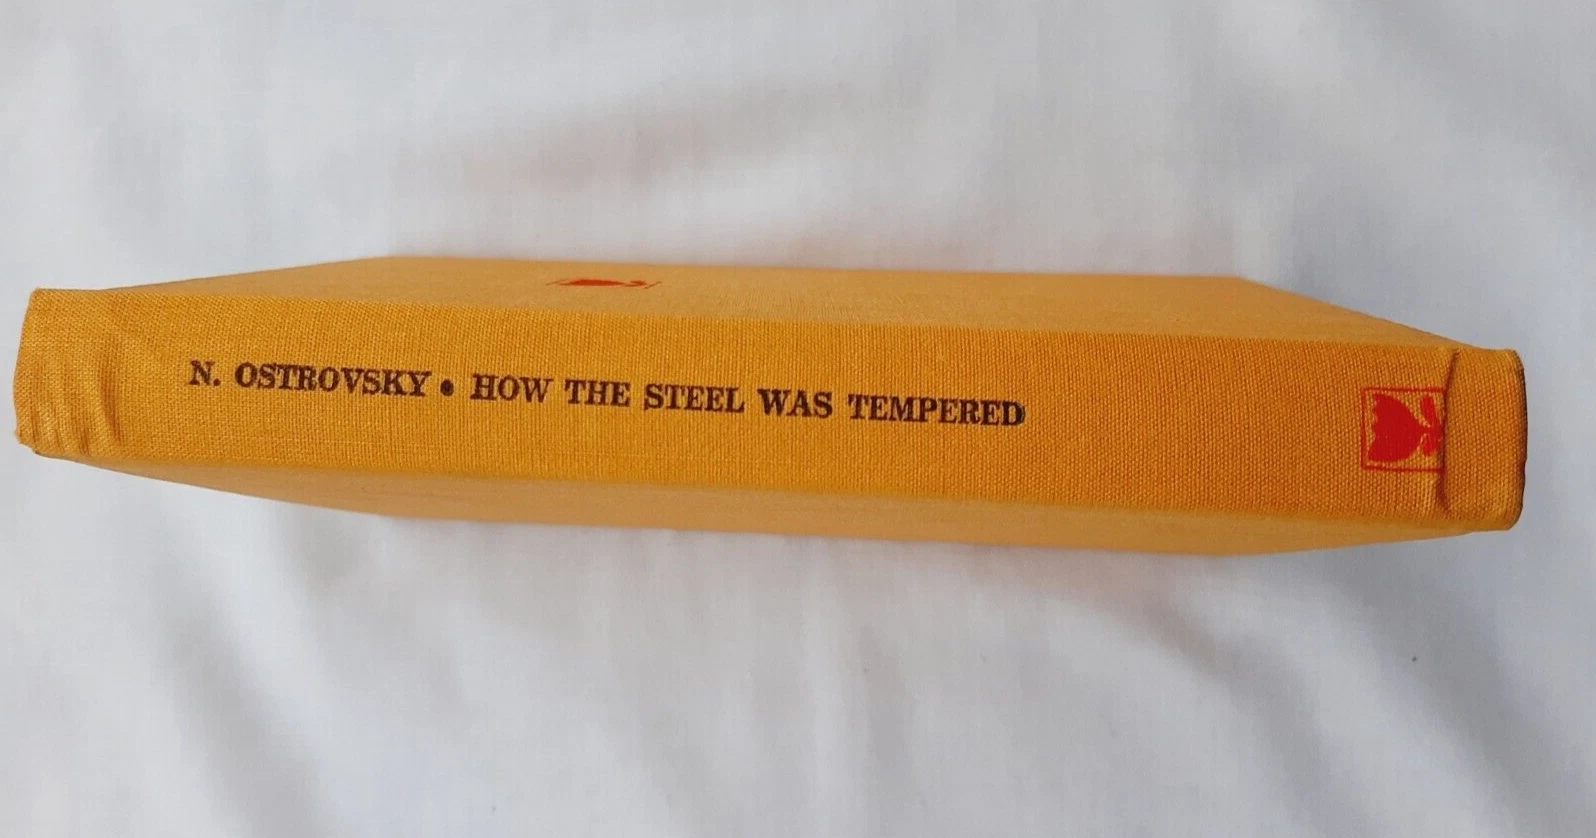 N. OSTROVSKY • HOW THE STEEL WAS TEMPERED